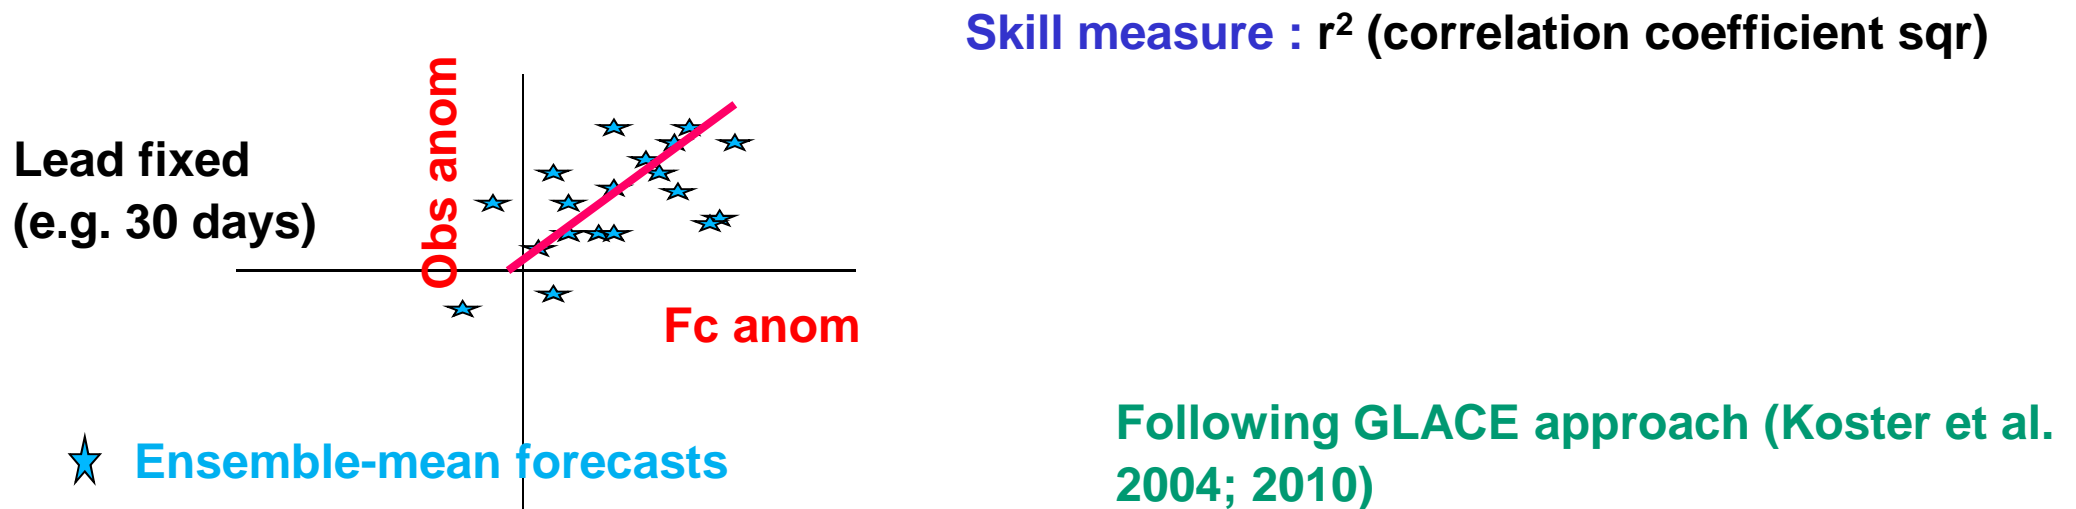 Skill measure : r² (correlation coefficient sqr)
Obs anom
Lead fixed
(e.g. 30 days)
Fc anom
Ensemble-mean forecasts
Following GLACE approach (Koster et al.
2004; 2010)